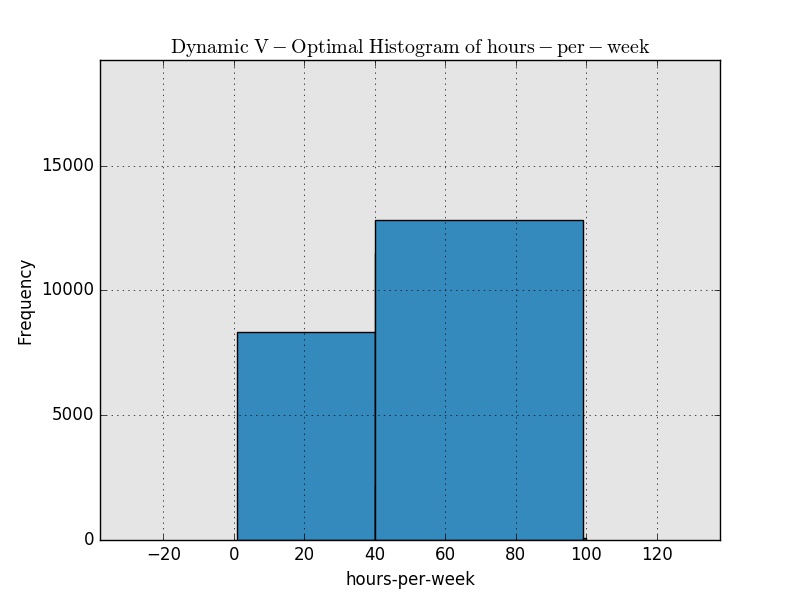 Dynamic V − Optimal Histogram of hours − per − week
15000
10000
5000
0
Frequency
−20 0 20 40 60 80 100 120
hours-per-week